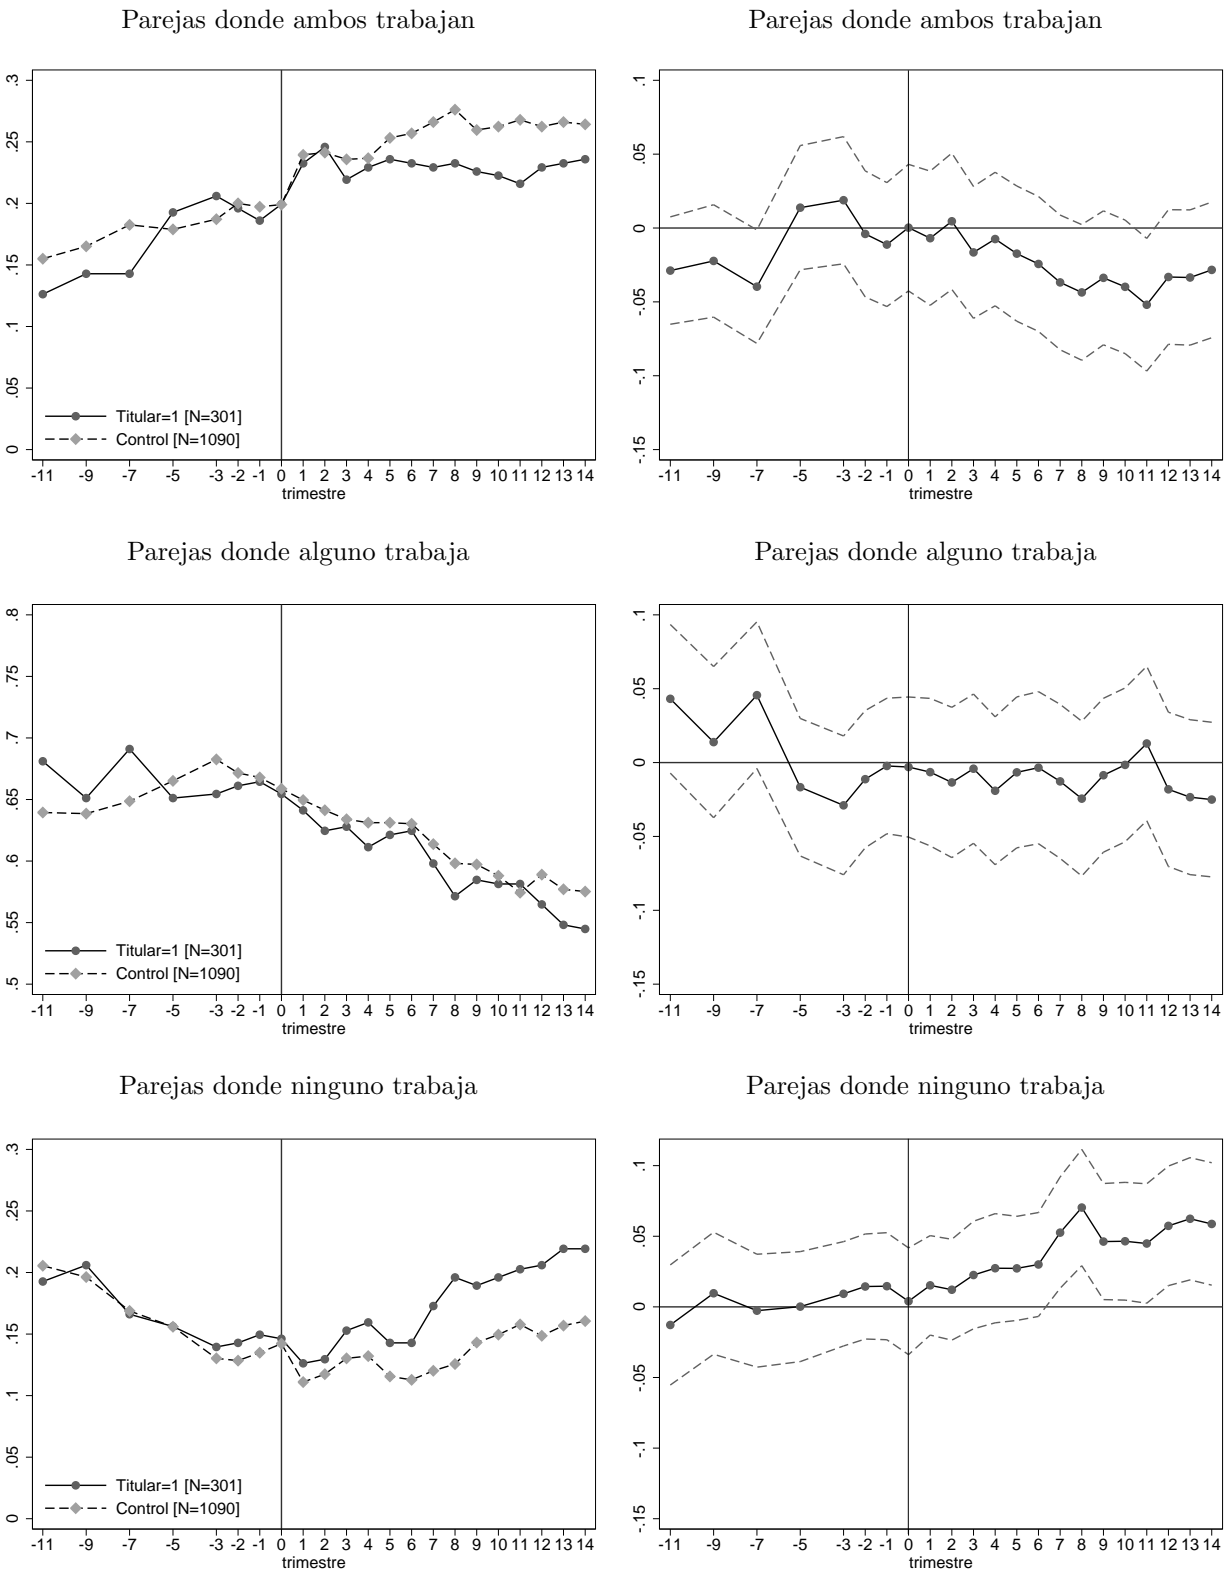 Parejas donde ambos trabajan
.3
.25
.2
.15
.1
.05
0
Titular=1 [N=301]
Control [N=1090]
-11 -9 -7 -5 -3 -2 -1 0 1 2 3 4 5 6 7 8 9 10 11 12 13 14
trimestre
Parejas donde ambos trabajan
.1
.05
0
-.05
-.1
-.15
-11 -9 -7 -5 -3 -2 -1 0 1 2 3 4 5 6 7 8 9 10 11 12 13 14
trimestre
Parejas donde alguno trabaja
.8
.75
.7
.65
.6
.55
.5
Titular=1 [N=301]
Control [N=1090]
-11 -9 -7 -5 -3 -2 -1 0 1 2 3 4 5 6 7 8 9 10 11 12 13 14
trimestre
Parejas donde alguno trabaja
.1
.05
0
-.05
-.1
-.15
-11 -9 -7 -5 -3 -2 -1 0 1 2 3 4 5 6 7 8 9 10 11 12 13 14
trimestre
Parejas donde ninguno trabaja
.3
.25
.2
.15
.1
.05
0
Titular=1 [N=301]
Control [N=1090]
-11 -9 -7 -5 -3 -2 -1 0 1 2 3 4 5 6 7 8 9 10 11 12 13 14
trimestre
Parejas donde ninguno trabaja
.1
.05
0
-.05
-.1
-.15
-11 -9 -7 -5 -3 -2 -1 0 1 2 3 4 5 6 7 8 9 10 11 12 13 14
trimestre